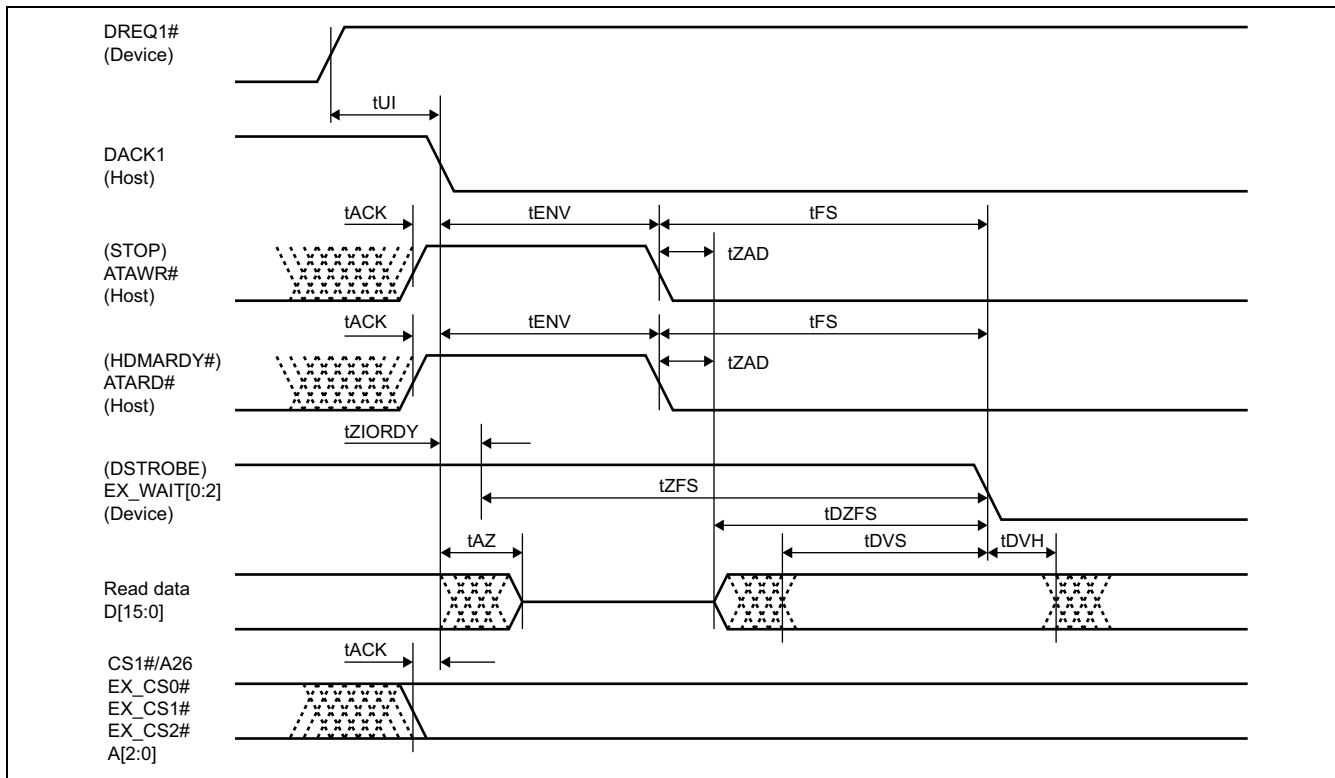 DREQ1#
(Device)
tUI
DACK1
(Host)
tACK
tENV
tFS
(STOP)
ATAWR#
(Host)
tZAD
tACK
tENV
tFS
(HDMARDY#)
ATARD#
(Host)
tZAD
tZIORDY
(DSTROBE)
EX_WAIT[0:2]
(Device)
tZFS
tDZFS
tAZ
tDVS
tDVH
Read data
D[15:0]
tACK
CS1#/A26
EX_CS0#
EX_CS1#
EX_CS2#
A[2:0]